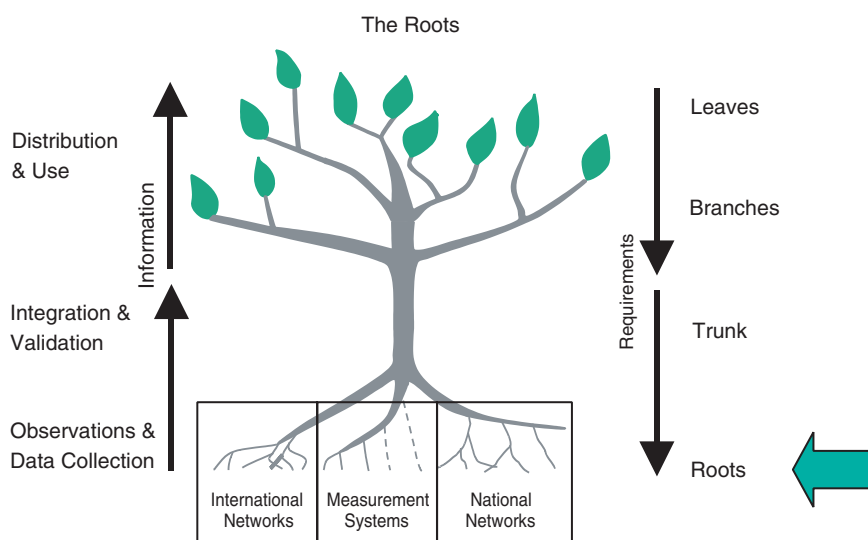 The Roots
Distribution
& Use
Information
Integration &
Validation
Observations &
Data Collection
Leaves
Branches
Requirements
Trunk
Roots
International
Networks
Measurement
Systems
National
Networks